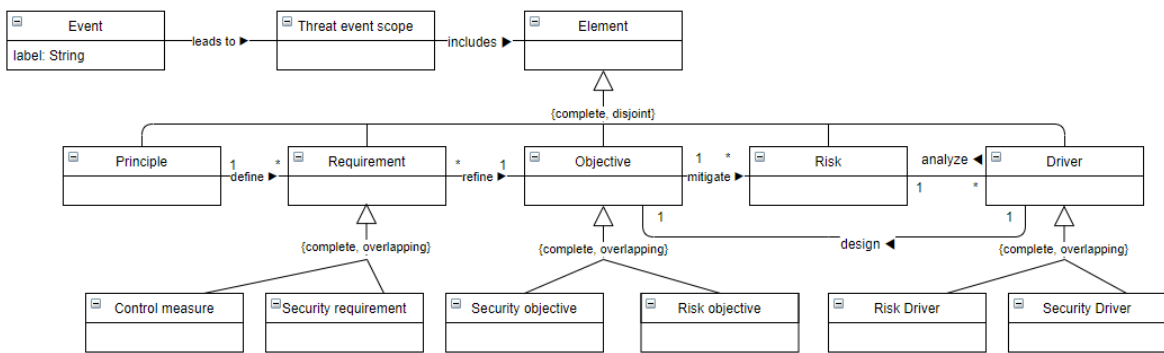 Event
Threat event scope
Element
label: String
leads to ▶
includes ▶
{complete, disjoint}
Principle
Requirement
Objective
Risk
Driver
1
*
define ▶
*
1
refine ▶
1
*
mitigate ▶
analyze ◀
1
*
1
1
design ◀
{complete, overlapping}
{complete, overlapping}
{complete, overlapping}
Control measure
Security requirement
Security objective
Risk objective
Risk Driver
Security Driver